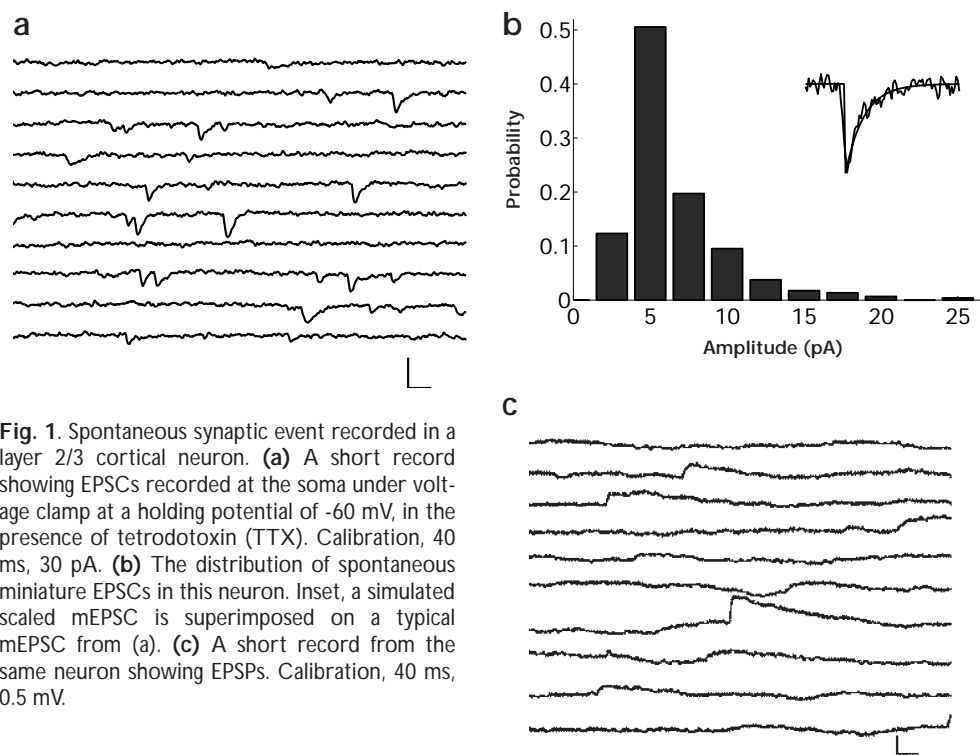 a
b
0.5
0.4
0.3
0.2
0.1
0
Probability
0 5 10 15 20 25
Amplitude (pA)
c
Fig. 1. Spontaneous synaptic event recorded in a
layer 2/3 cortical neuron. (a) A short record
showing EPSCs recorded at the soma under volt-
age clamp at a holding potential of -60 mV, in the
presence of tetrodotoxin (TTX). Calibration, 40
ms, 30 pA. (b) The distribution of spontaneous
miniature EPSCs in this neuron. Inset, a simulated
scaled mEPSC is superimposed on a typical
mEPSC from (a). (c) A short record from the
same neuron showing EPSPs. Calibration, 40 ms,
0.5 mV.